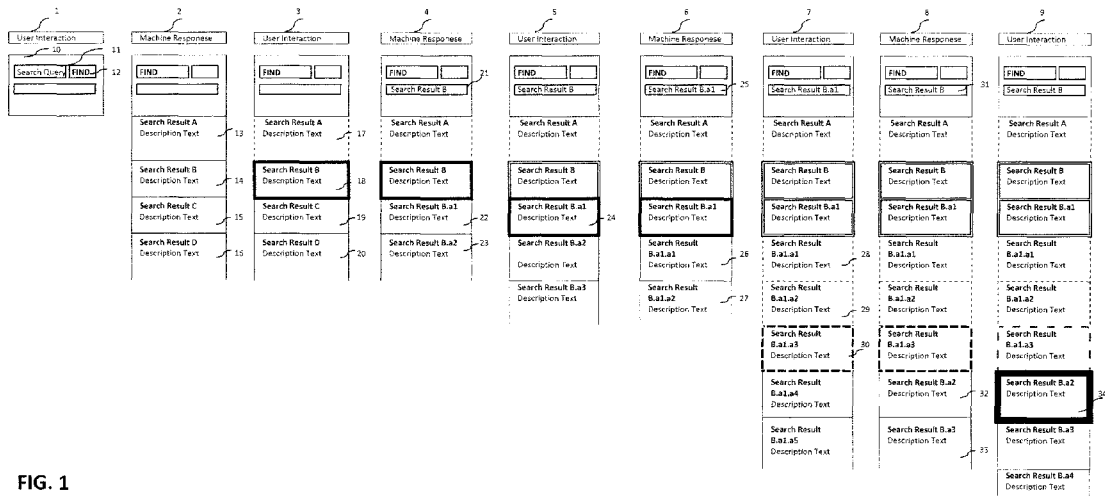 1
User Interaction
10
11
Search Query
FIND
12
2
Machine Responese
FIND
Search Result A
Description Text
13
Search Result B
Description Text
14
Search Result C
Description Text
15
Search Result D
Description Text
16
3
User Interaction
FIND
Search Result A
Description Text
17
Search Result B
Description Text
18
Search Result C
Description Text
19
Search Result D
Description Text
20
4
Machine Responese
FIND
21
Search Result B
Search Result A
Description Text
Search Result B
Description Text
Search Result B.a1
Description Text
22
Search Result B.a2
Description Text
23
5
User Interaction
FIND
Search Result B
Search Result A
Description Text
Search Result B
Description Text
Search Result B.a1
Description Text
24
Search Result B.a2
Description Text
Search Result B.a3
Description Text
6
Machine Responese
FIND
Search Result B.a1
25
Search Result A
Description Text
Search Result B
Description Text
Search Result B.a1
Description Text
Search Result
B.a1.a1
Description Text
26
Search Result
B.a1.a2
Description Text
27
7
User Interaction
FIND
Search Result B.a1
Search Result A
Description Text
Search Result B
Description Text
Search Result B.a1
Description Text
Search Result
B.a1.a1
Description Text
28
Search Result
B.a1.a2
Description Text
29
Search Result
B.a1.a3
Description Text
30
Search Result
B.a1.a4
Description Text
Search Result
B.a1.a5
Description Text
8
Machine Responese
FIND
Search Result B
31
Search Result A
Description Text
Search Result B
Description Text
Search Result B.a1
Description Text
Search Result
B.a1.a1
Description Text
Search Result
B.a1.a2
Description Text
Search Result
B.a1.a3
Description Text
Search Result B.a2
Description Text
32
Search Result B.a3
Description Text
33
9
User Interaction
FIND
Search Result B
Search Result A
Description Text
Search Result B
Description Text
Search Result B.a1
Description Text
Search Result
B.a1.a1
Description Text
Search Result
B.a1.a2
Description Text
Search Result
B.a1.a3
Description Text
Search Result B.a2
Description Text
34
Search Result B.a3
Description Text
Search Result B.a4
Description Text
FIG. 1